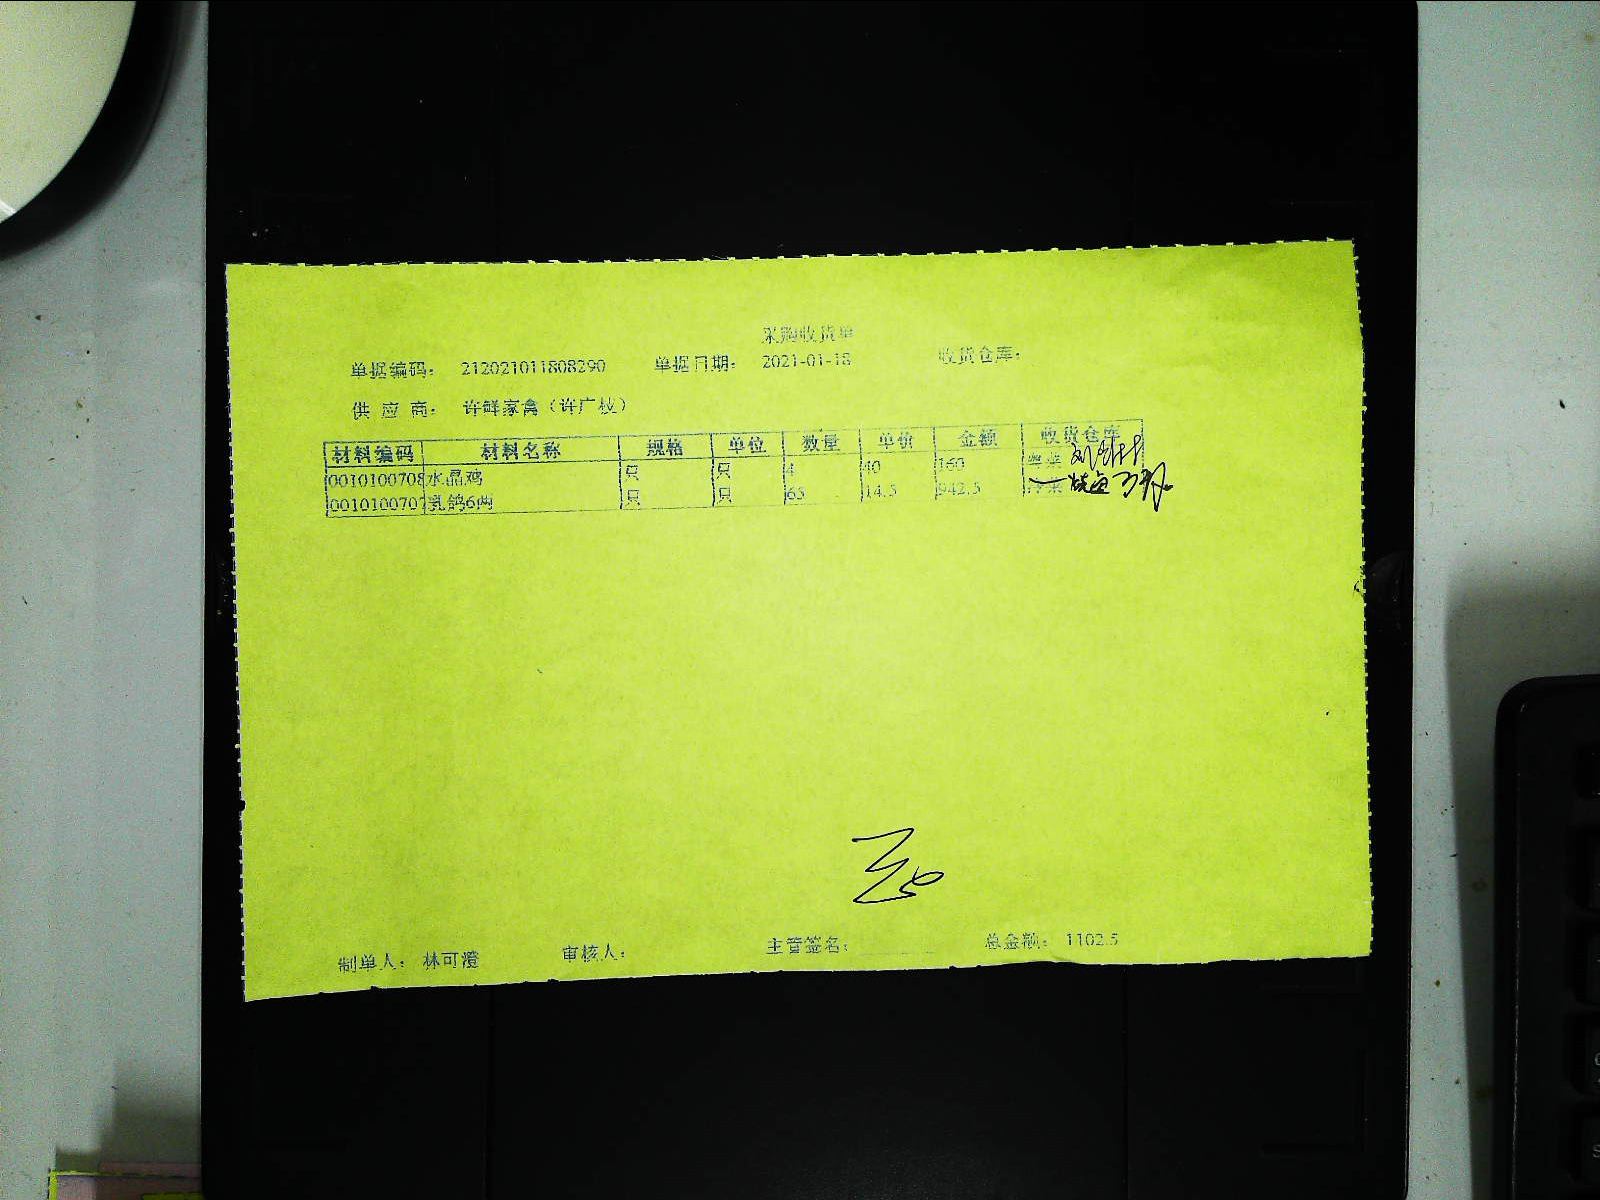 采购收货单
单据编码： 212021011808290 单据日期： 2021-01-18 收货仓库：
供 应 商： 许鲜家禽（许广枝）
材料编码 材料名称 规格 单位 数量 单价 金额 收货仓库
0010100708 水晶鸡 只 只 4 40 160
0010100707 乳鸽6两 只 只 65 14.5 942.5 冷菜 烧卤
制单人： 林可澄 审核人： 主管签名： 总金额： 1102.5